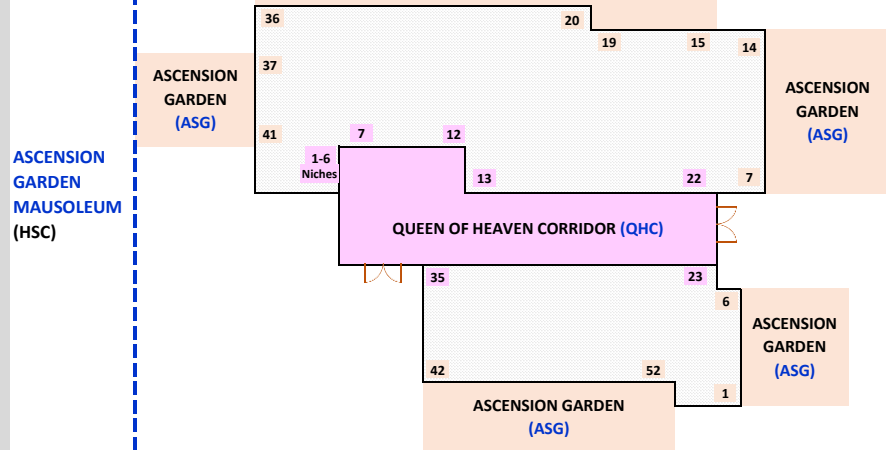 36
20
19
15
14
37
ASCENSION
GARDEN
(ASG)
ASCENSION
GARDEN
(ASG)
41
7
12
1-6
Niches
13
22
7
ASCENSION
GARDEN
MAUSOLEUM
(HSC)
QUEEN OF HEAVEN CORRIDOR (QHC)
35
23
6
ASCENSION
GARDEN
(ASG)
42
52
1
ASCENSION GARDEN
(ASG)